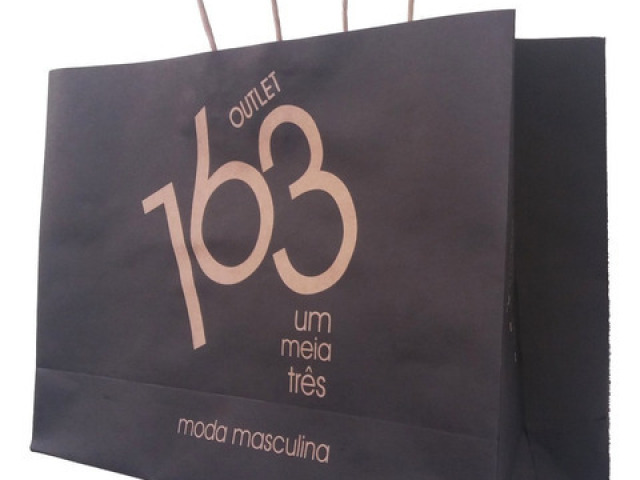 OUTLET
163
um
meia
três
moda masculina